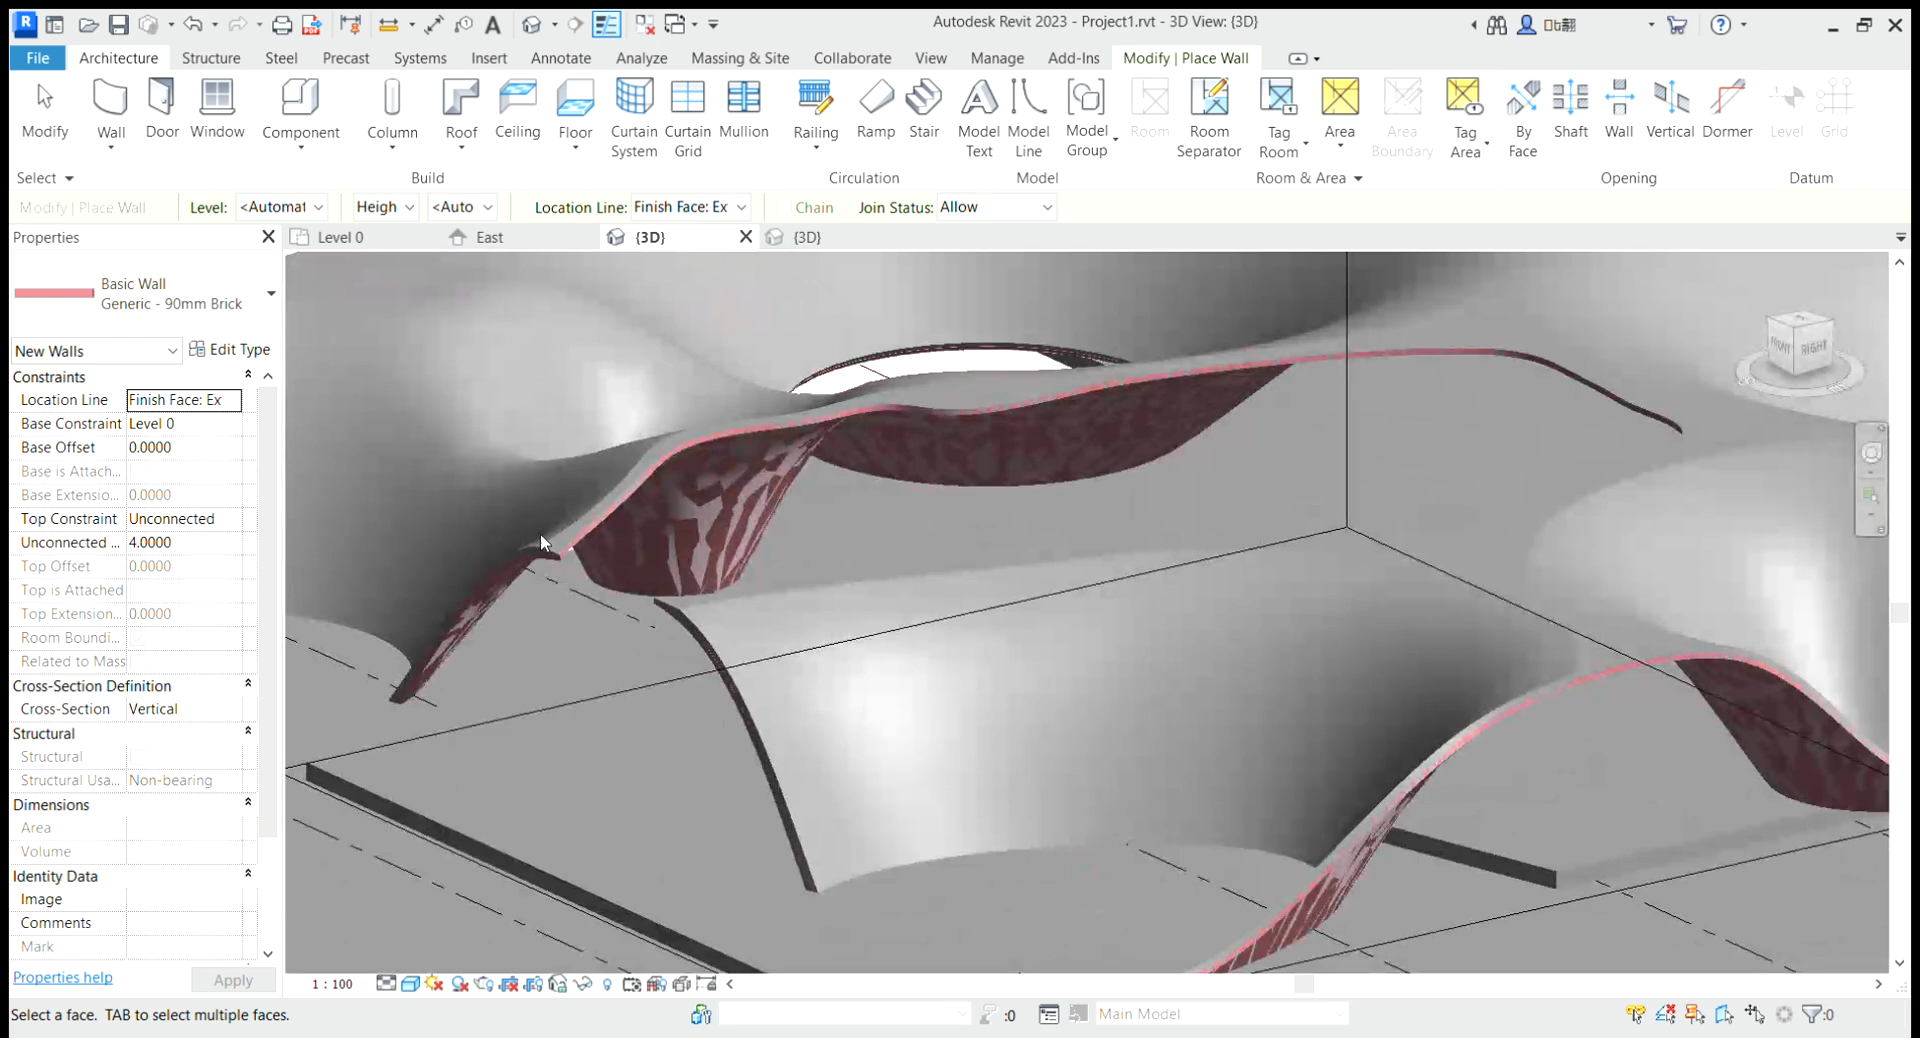 Autodesk Revit 2023 - Project1.rvt - 3D View: {3D}
File Architecture Structure Steel Precast Systems Insert Annotate Analyze Massing & Site Collaborate View Manage Add-Ins Modify | Place Wall
Modify Wall Door Window Component Column Roof Ceiling Floor Curtain System Curtain Grid Mullion Railing Ramp Stair Model Text Model Line Model Group Room Room Separator Tag Room Area Area Boundary Tag Area By Face Shaft Wall Vertical Dormer Level Grid
Select Build Circulation Model Room & Area Opening Datum
Modify | Place Wall Level: <Automat Heigh <Auto Location Line: Finish Face: Ex Chain Join Status: Allow
Properties Level 0 East {3D} {3D}
Basic Wall
Generic - 90mm Brick
New Walls Edit Type
Constraints
Location Line Finish Face: Ex
Base Constraint Level 0
Base Offset 0.0000
Base is Attach...
Base Extensio... 0.0000
Top Constraint Unconnected
Unconnected ... 4.0000
Top Offset 0.0000
Top is Attached
Top Extension... 0.0000
Room Boundi...
Related to Mass
Cross-Section Definition
Cross-Section Vertical
Structural
Structural
Structural Usa... Non-bearing
Dimensions
Area
Volume
Identity Data
Image
Comments
Mark
Properties help Apply
1 : 100
Select a face. TAB to select multiple faces.
:0 Main Model :0
FRONT RIGHT